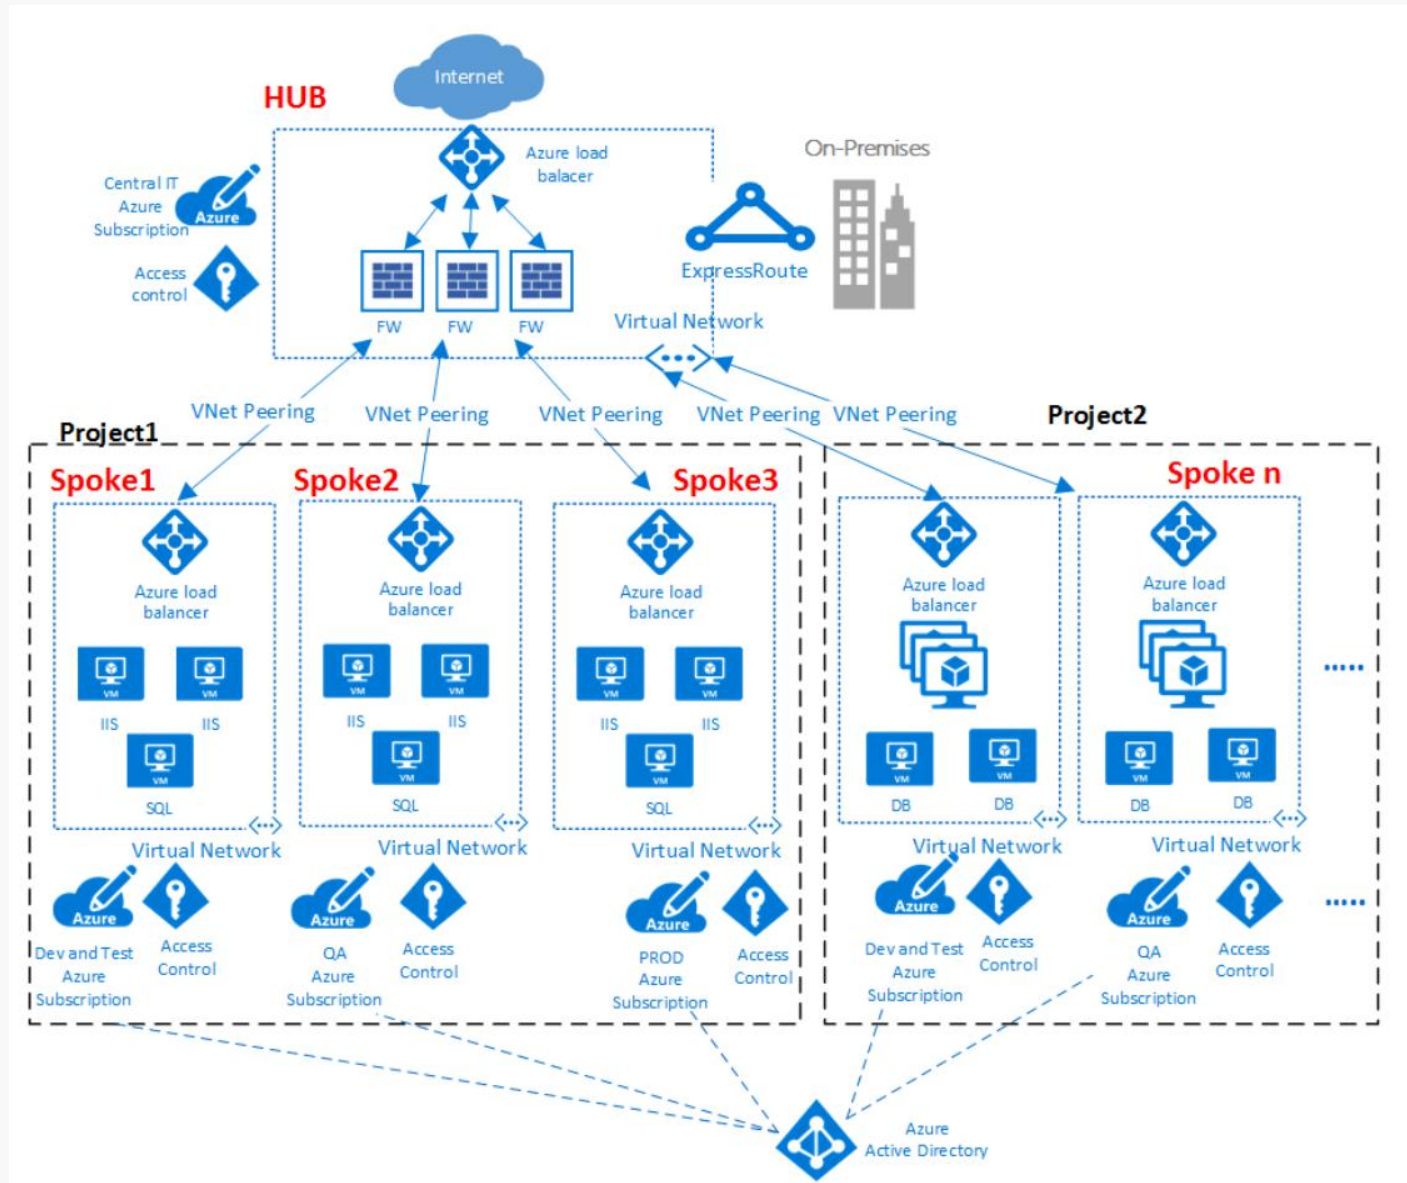 Internet
HUB
Azure load
balacer
On-Premises
Central IT
Azure
Subscription
Azure
Access
control
ExpressRoute
FW
FW
FW
Virtual Network
VNet Peering
VNet Peering
VNet Peering
VNet Peering
VNet Peering
Project1
Project2
Spoke1
Spoke2
Spoke3
Spoke n
Azure load
balancer
Azure load
balancer
Azure load
balancer
Azure load
balancer
Azure load
balancer
VM
VM
VM
VM
VM
VM
IIS
IIS
IIS
IIS
IIS
IIS
VM
VM
VM
VM
VM
VM
VM
SQL
SQL
SQL
DB
DB
DB
DB
Virtual Network
Virtual Network
Virtual Network
Virtual Network
Virtual Network
Azure
Azure
Azure
Azure
Azure
Dev and Test
Azure
Subscription
Access
Control
QA
Azure
Subscription
Access
Control
PROD
Azure
Subscription
Access
Control
Dev and Test
Azure
Subscription
Access
Control
QA
Azure
Subscription
Access
Control
Azure
Active Directory